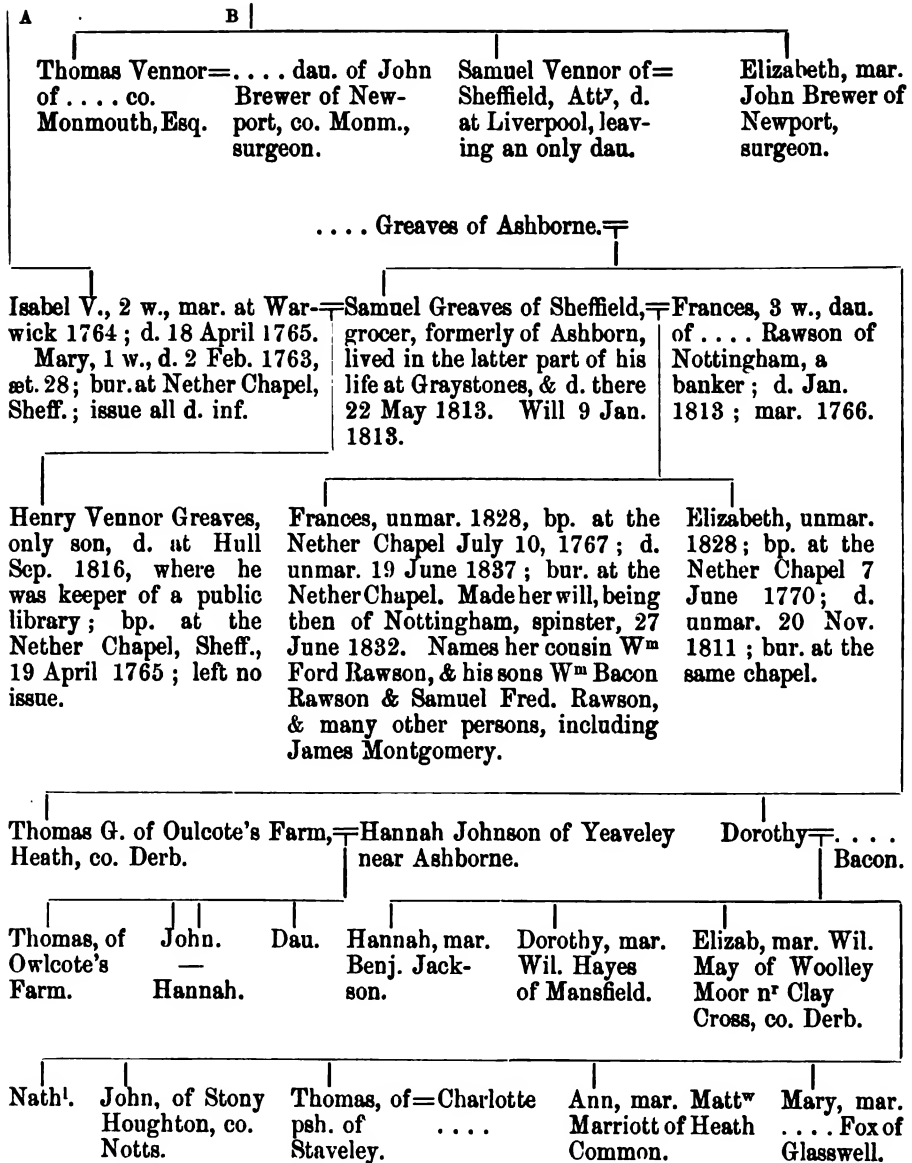 A B
Thomas Vennor=. . . . dau. of John
of . . . . co. Brewer of New-
Monmouth, Esq. port, co. Monm.,
surgeon.
Samuel Vennor of=
Sheffield,Attʸ, d.
at Liverpool, leav-
ing an only dau.
Elizabeth, mar.
John Brewer of
Newport,
surgeon.
. . . . Greaves of Ashborne.=
Isabel V., 2 w., mar. at War-
wick 1764 ; d. 18 April 1765.
Mary, 1 w., d. 2 Feb. 1763,
æt. 28 ; bur. at Nether Chapel,
Sheff. ; issue all d. inf.
=Samuel Greaves of Sheffield,=
grocer, formerly of Ashborn,
lived in the latter part of his
life at Graystones, & d. there
22 May 1813. Will 9 Jan.
1813.
Frances, 3 w., dau.
of . . . . Rawson of
Nottingham, a
banker ; d. Jan.
1813 ; mar. 1766.
Henry Vennor Greaves,
only son, d. at Hull
Sep. 1816, where he
was keeper of a public
library ; bp. at the
Nether Chapel, Sheff.,
19 April 1765 ; left no
issue.
Frances, unmar. 1828, bp. at the
Nether Chapel July 10, 1767 ; d.
unmar. 19 June 1837 ; bur. at the
Nether Chapel. Made her will, being
then of Nottingham, spinster, 27
June 1832. Names her cousin Wᵐ
Ford Rawson, & his sons Wᵐ Bacon
Rawson & Samuel Fred. Rawson,
& many other persons, including
James Montgomery.
Elizabeth, unmar.
1828 ; bp. at the
Nether Chapel 7
June 1770 ; d.
unmar. 20 Nov.
1811 ; bur. at the
same chapel.
Thomas G. of Oulcote's Farm,=Hannah Johnson of Yeaveley
Heath, co. Derb. near Ashborne.
Dorothy=. . . .
Bacon.
Thomas, of
Owlcote's
Farm.
John.
—
Hannah.
Dau.
Hannah, mar.
Benj. Jack-
son.
Dorothy, mar.
Wil. Hayes
of Mansfield.
Elizab, mar. Wil.
May of Woolley
Moor nʳ Clay
Cross, co. Derb.
Nathˡ.
John, of Stony
Houghton, co.
Notts.
Thomas, of=Charlotte
psh. of . . . .
Staveley.
Ann, mar. Mattʷ
Marriott of Heath
Common.
Mary, mar.
. . . . Fox of
Glasswell.